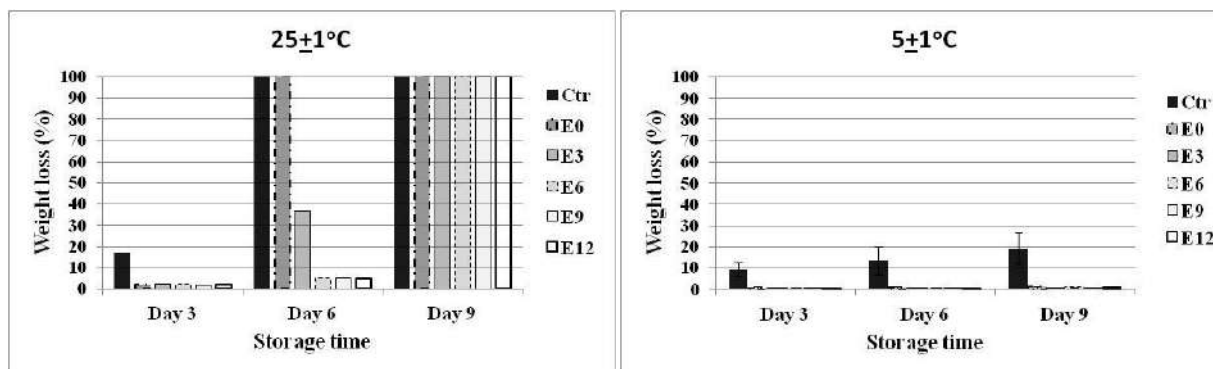 25±1°C
Weight loss (%)
100
90
80
70
60
50
40
30
20
10
0
Day 3
Day 6
Day 9
Storage time
Ctr
E0
E3
E6
E9
E12
5±1°C
Weight loss (%)
100
90
80
70
60
50
40
30
20
10
0
Day 3
Day 6
Day 9
Storage time
Ctr
E0
E3
E6
E9
E12